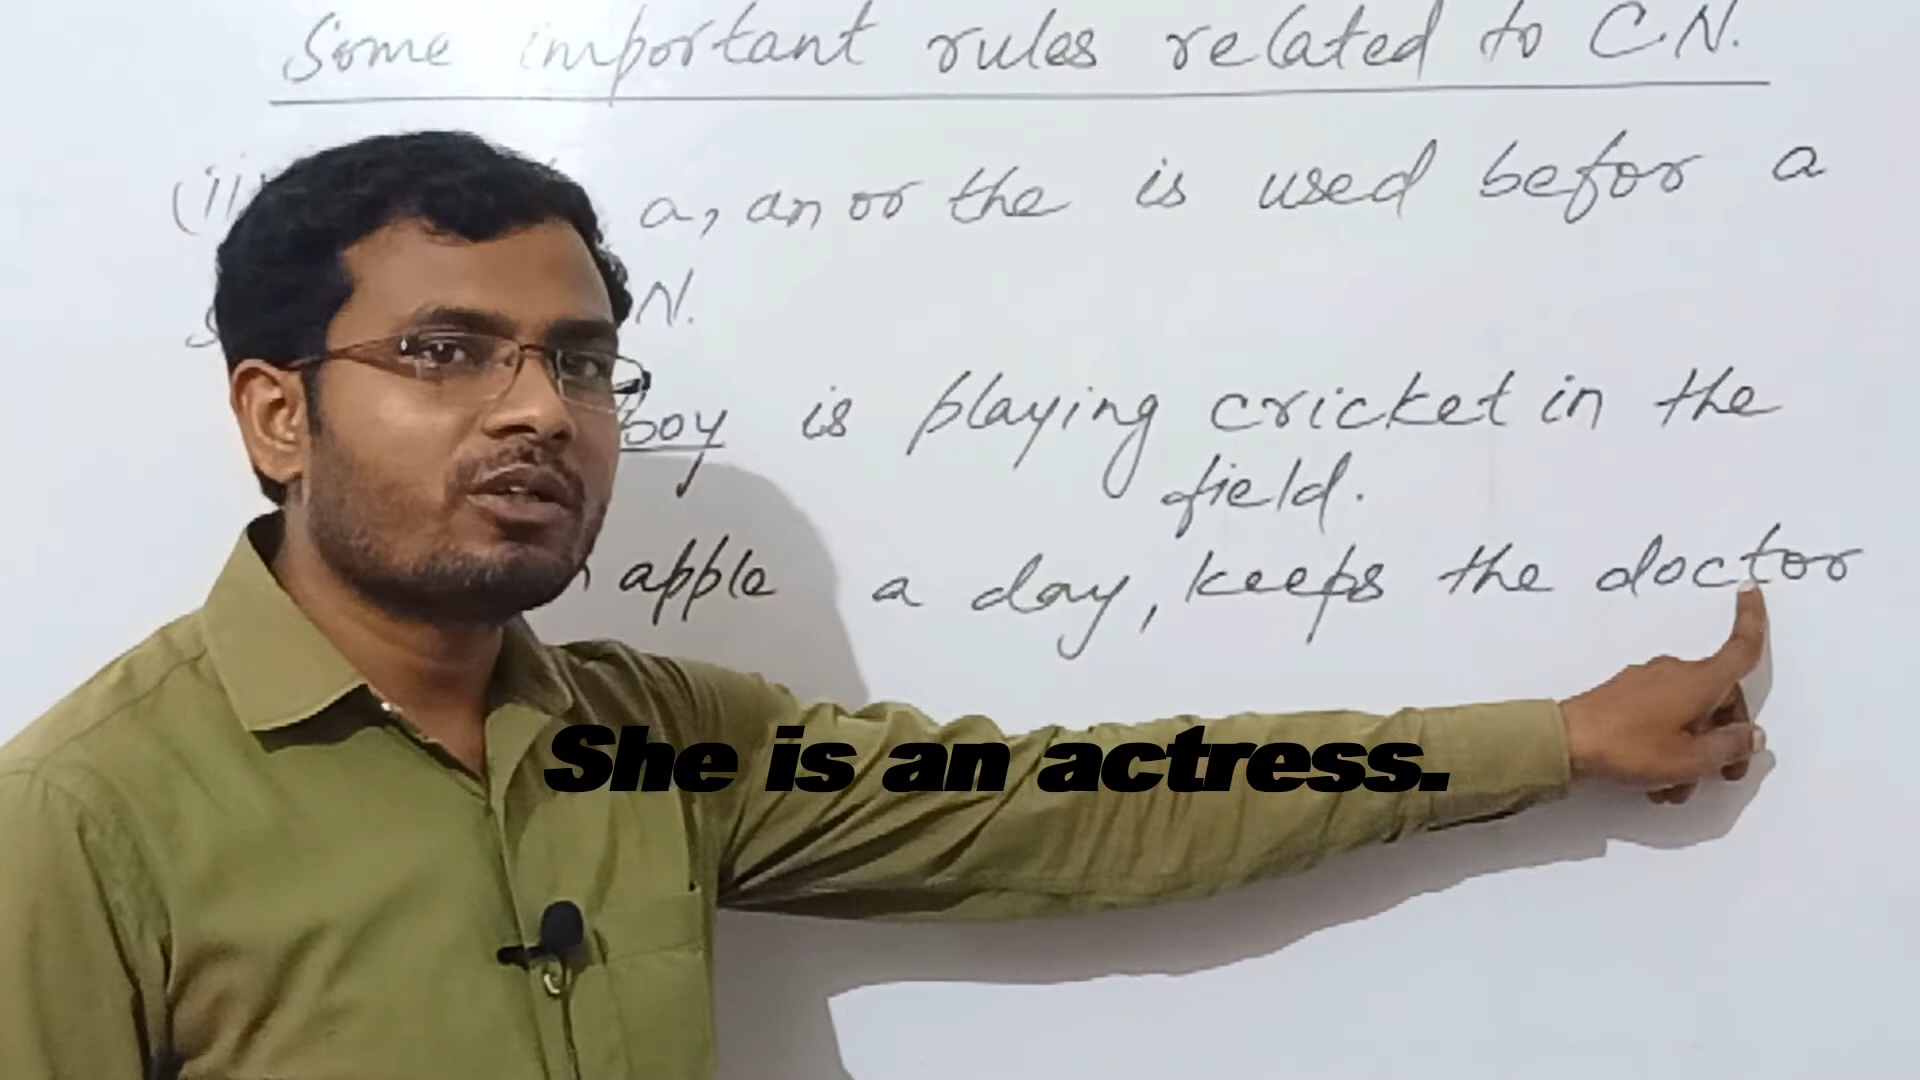 Some important rules related to C.N.
a, an or the is used befor a
N.
boy is playing cricket in the
field.
apple a day, keeps the doctor
She is an actress.